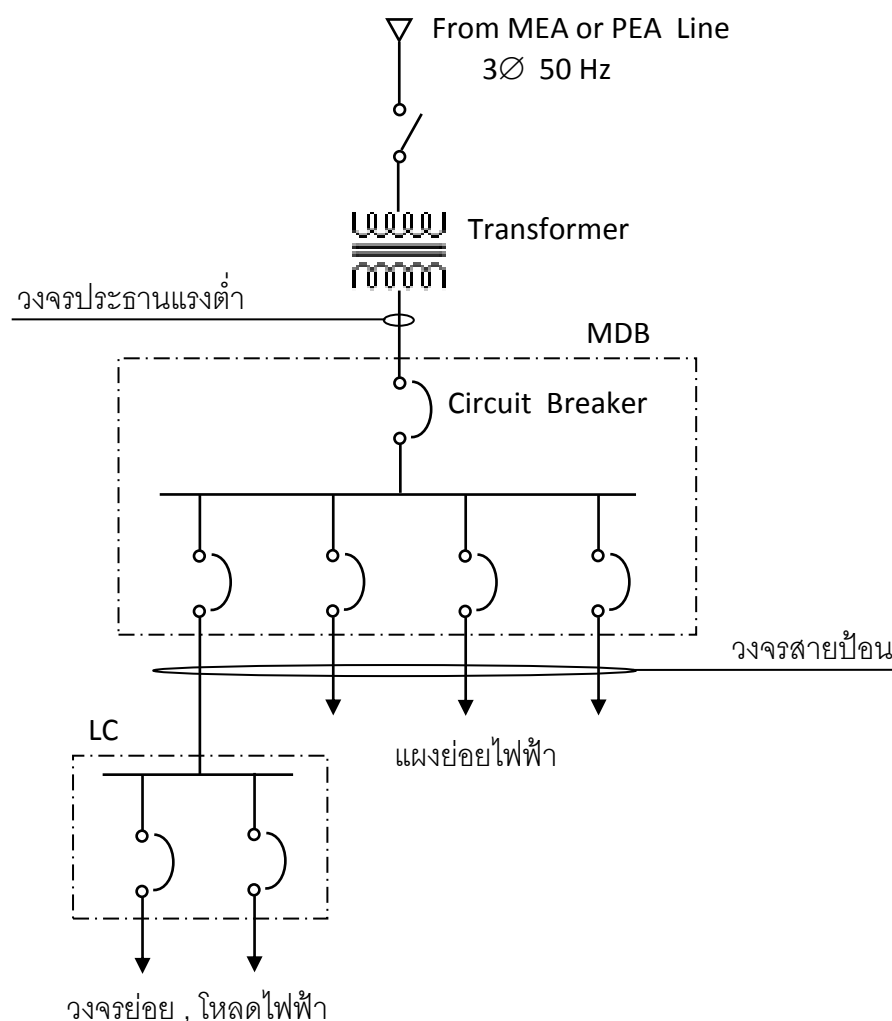 From MEA or PEA Line
3∅ 50 Hz
Transformer
วงจรประธานแรงต่ำ
MDB
Circuit Breaker
วงจรสายป้อน
LC
แผงย่อยไฟฟ้า
วงจรย่อย , โหลดไฟฟ้า